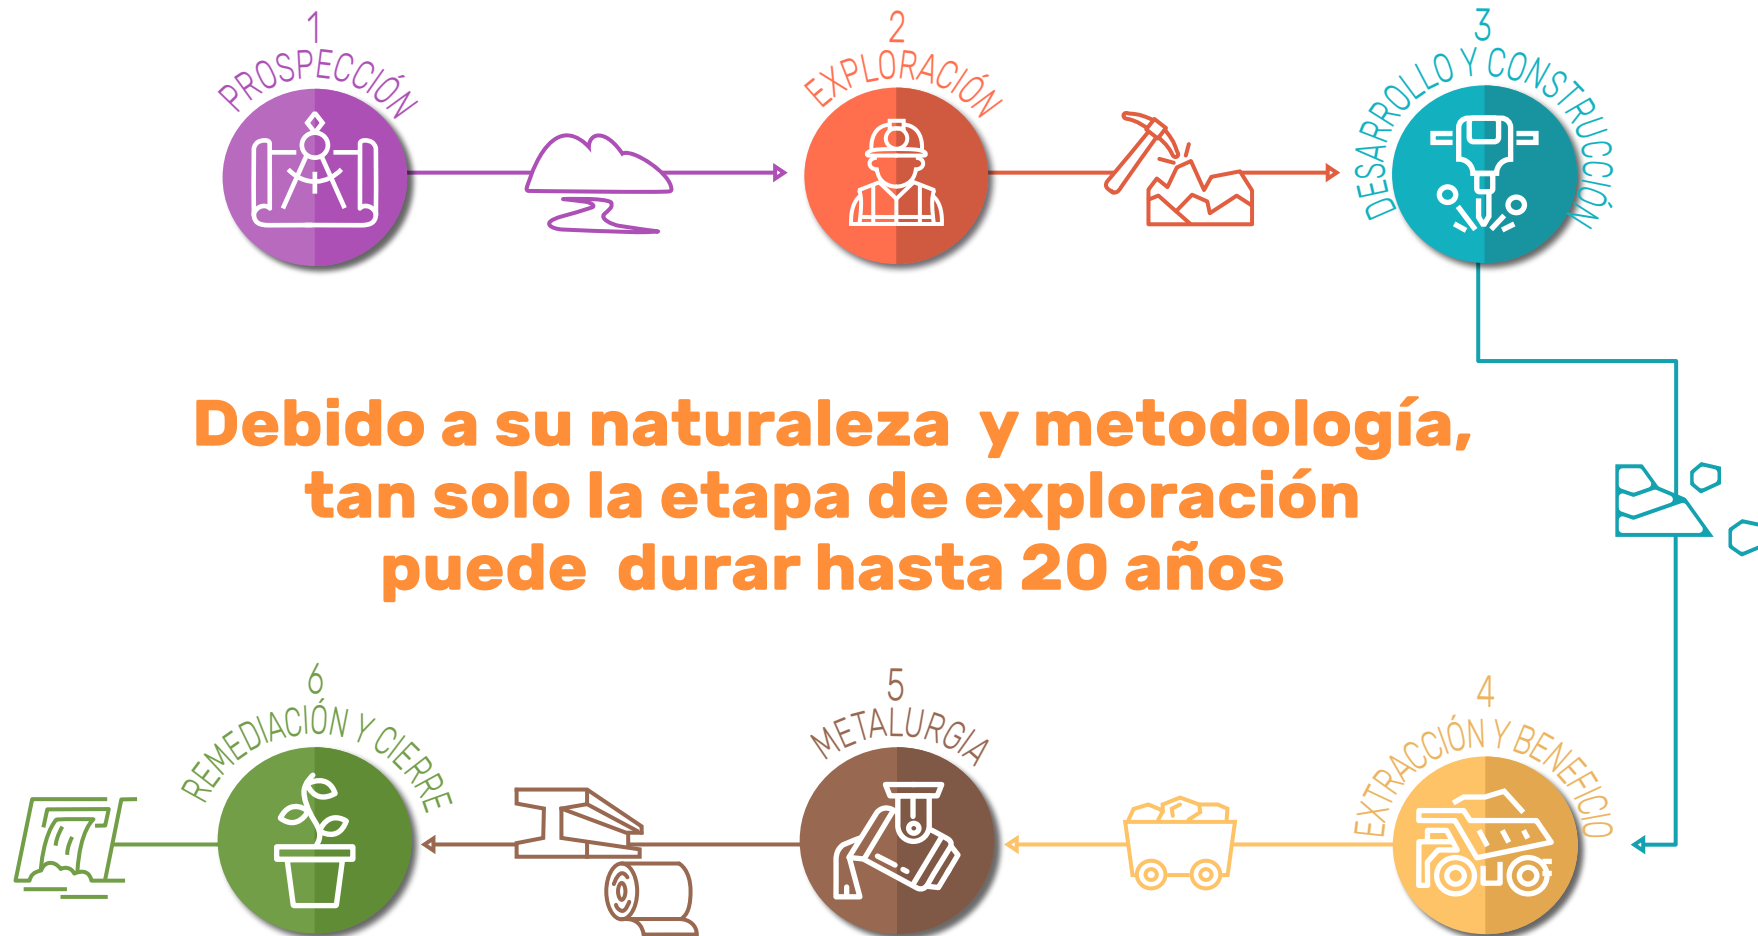 1
PROSPECCIÓN
2
EXPLORACIÓN
3
DESARROLLO Y CONSTRUCCIÓN
Debido a su naturaleza y metodología,
tan solo la etapa de exploración
puede durar hasta 20 años
4
EXTRACCIÓN Y BENEFICIO
5
METALURGIA
6
REMEDIACIÓN Y CIERRE